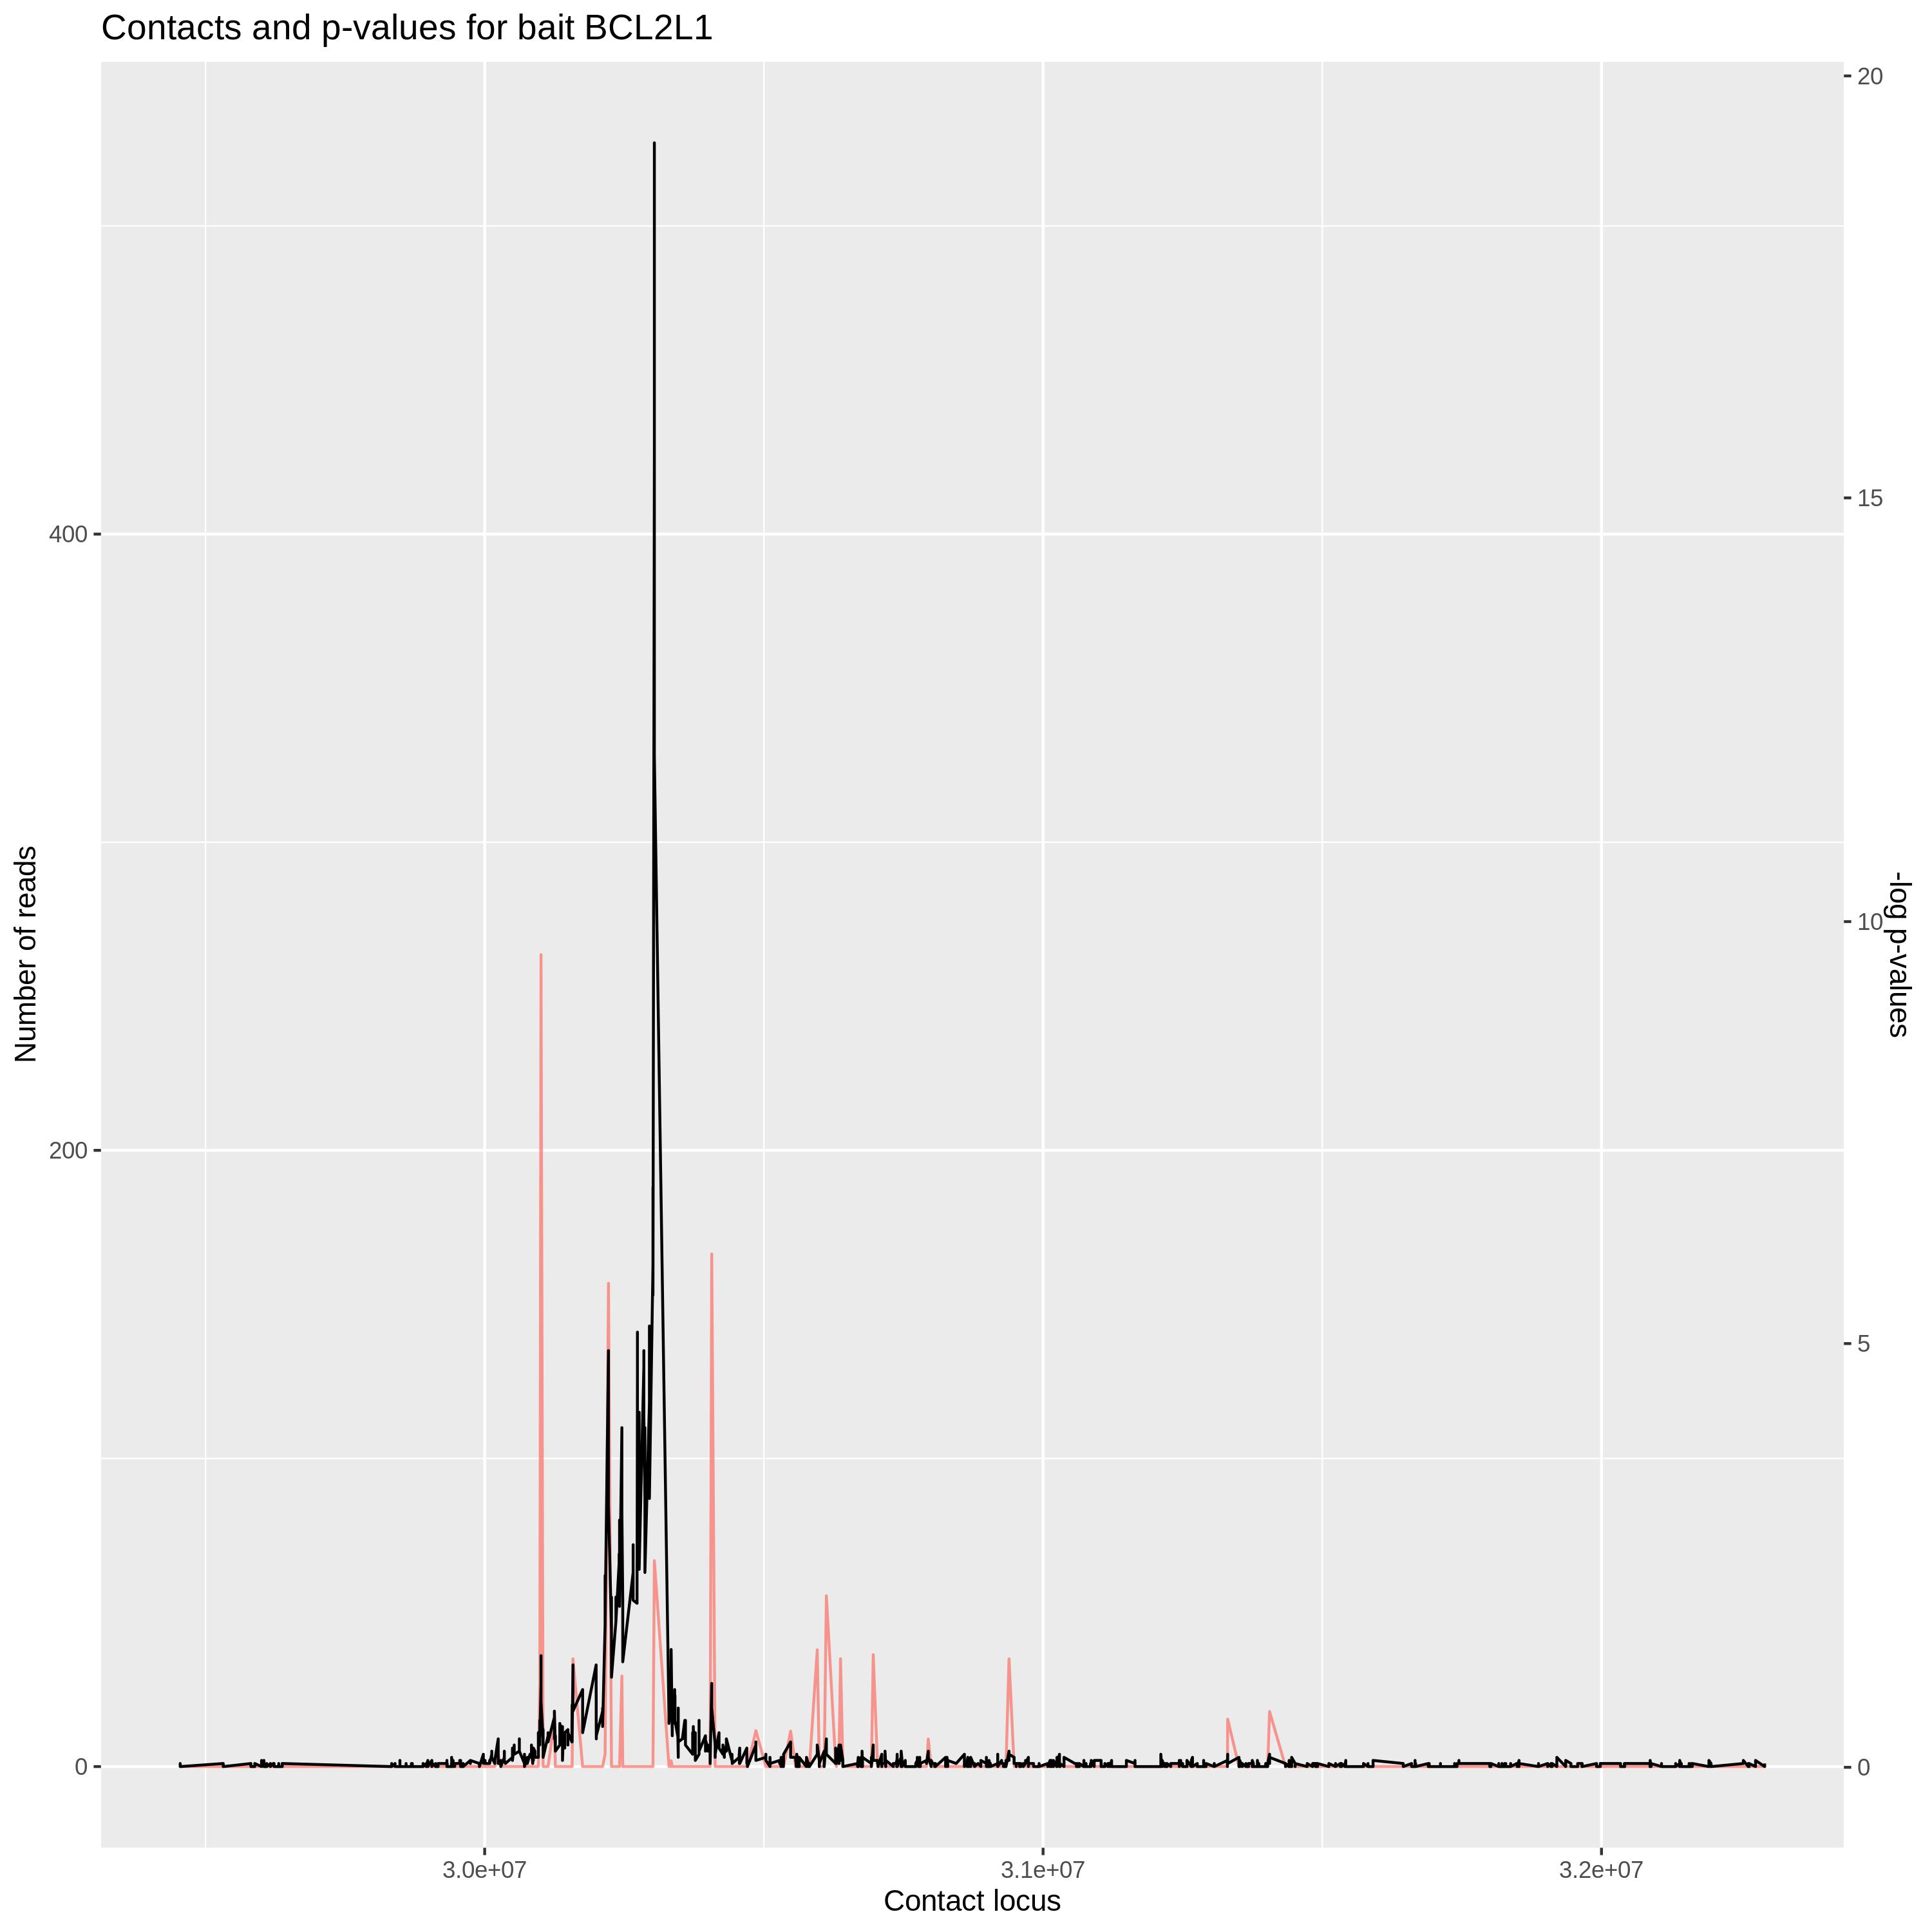 Contacts and p-values for bait BCL2L1
20
15
400
10
Number of reads
-log p-values
200
5
0
0
3.0e+07
3.1e+07
3.2e+07
Contact locus